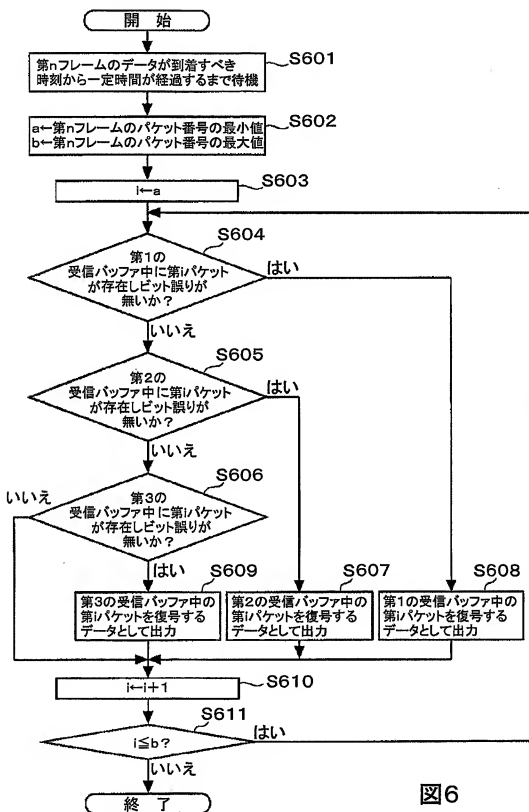 開 始
S601
第nフレームのデータが到着すべき
時刻から一定時間が経過するまで待機
S602
a←第nフレームのパケット番号の最小値
b←第nフレームのパケット番号の最大値
S603
i←a
S604
第1の
受信バッファ中に第iパケット
が存在しビット誤りが
無いか?
はい
いいえ
S605
第2の
受信バッファ中に第iパケット
が存在しビット誤りが
無いか?
はい
いいえ
S606
いいえ
第3の
受信バッファ中に第iパケット
が存在しビット誤りが
無いか?
はい
S609
第3の受信バッファ中の
第iパケットを復号する
データとして出力
S607
第2の受信バッファ中の
第iパケットを復号する
データとして出力
S608
第1の受信バッファ中の
第iパケットを復号する
データとして出力
S610
i←i+1
S611
i≦b?
はい
いいえ
終 了
図6